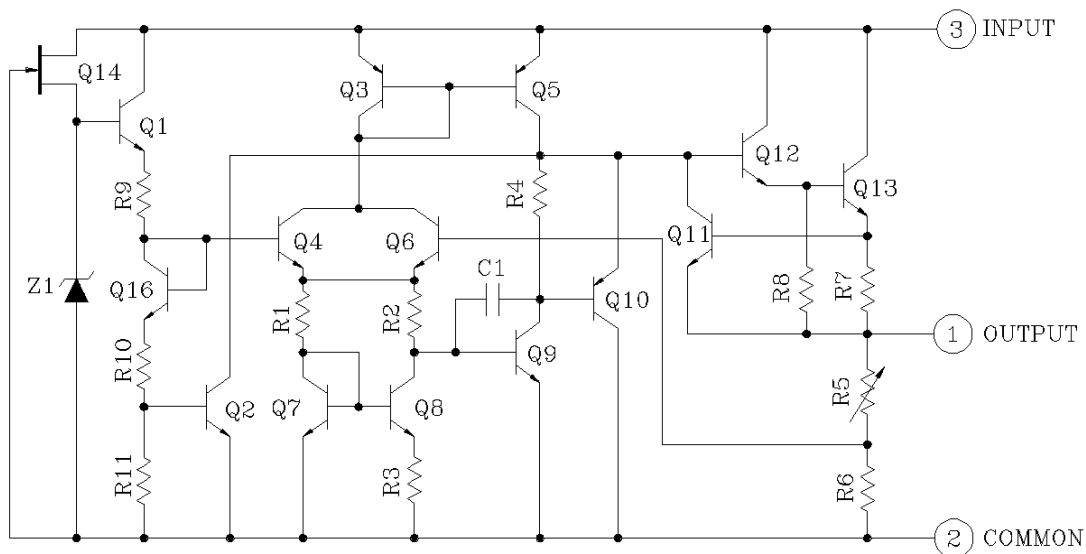 3 INPUT
Q14
Q3
Q5
Q1
Q12
R9
R4
Q13
Q4
Q6
Q11
C1
Z1
Q16
R1
R2
Q10
R8
R7
1 OUTPUT
R10
Q9
R5
Q2
Q7
Q8
R11
R3
R6
2 COMMON